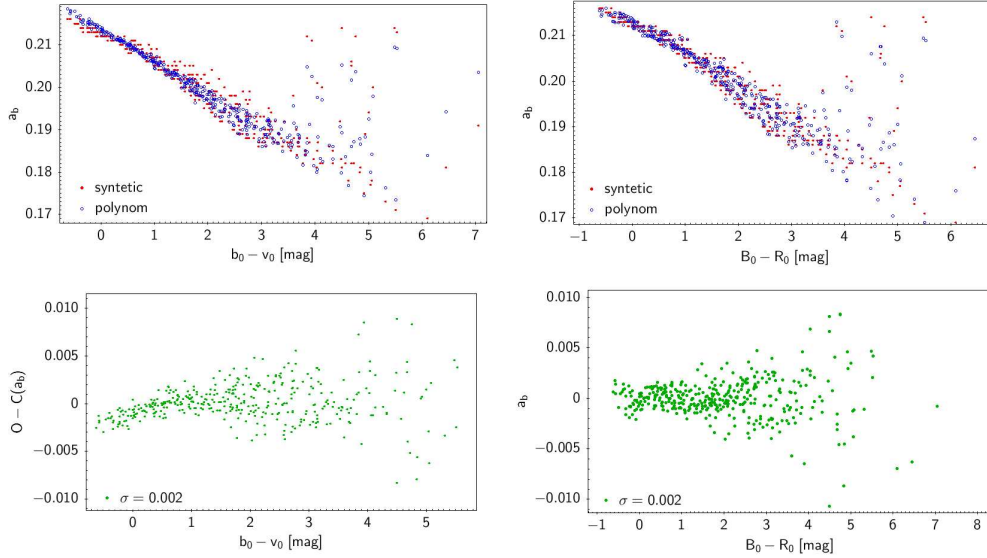 0.21
0.20
0.19
0.18
0.17
a_b
syntetic
polynom
0 1 2 3 4 5 6 7
b_0 − v_0 [mag]
0.21
0.20
0.19
0.18
0.17
a_b
syntetic
polynom
−1 0 1 2 3 4 5 6
B_0 − R_0 [mag]
0.010
0.005
0
−0.005
−0.010
O − C(a_b)
σ = 0.002
0 1 2 3 4 5
b_0 − v_0 [mag]
0.010
0.005
0
−0.005
−0.010
a_b
σ = 0.002
−1 0 1 2 3 4 5 6 7 8
B_0 − R_0 [mag]